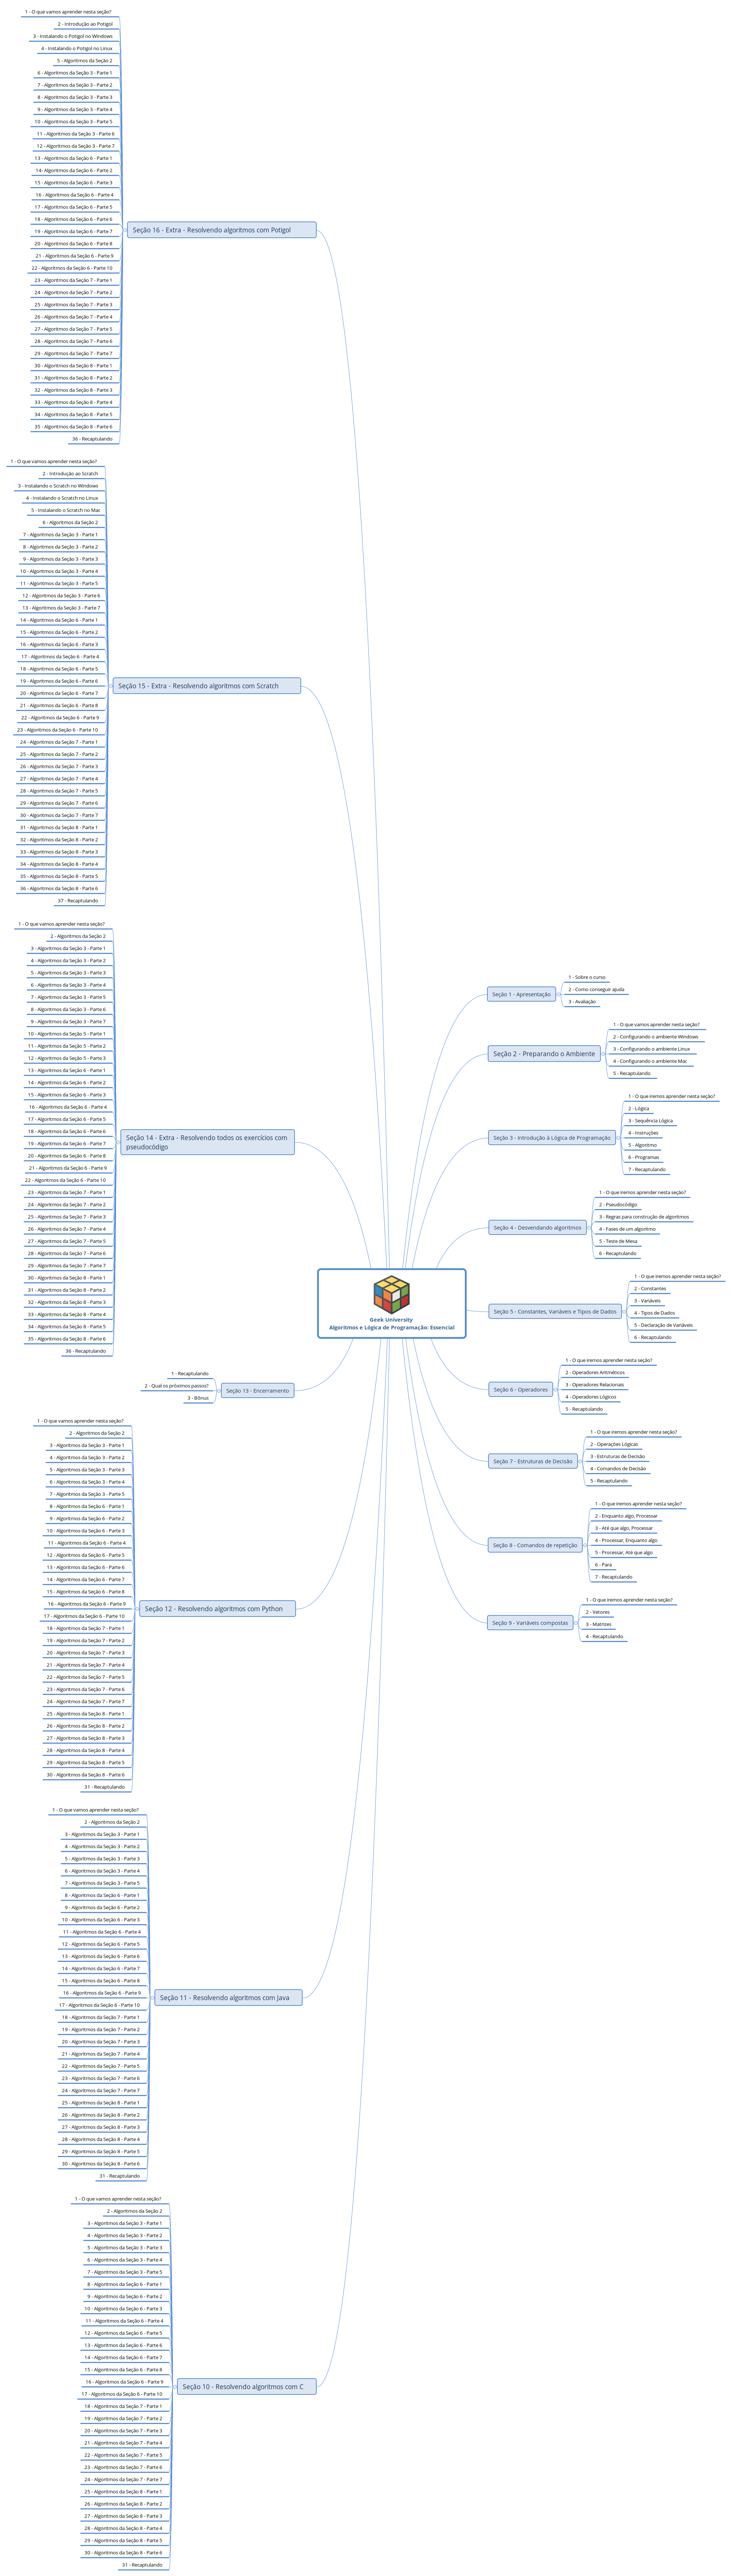 Geek University
Algoritmos e Lógica de Programação: Essencial
Seção 1 - Apresentação
1 - Sobre o curso
2 - Como conseguir ajuda
3 - Avaliação
Seção 2 - Preparando o Ambiente
1 - O que vamos aprender nesta seção?
2 - Configurando o ambiente Windows
3 - Configurando o ambiente Linux
4 - Configurando o ambiente Mac
5 - Recaptulando
Seção 3 - Introdução à Lógica de Programação
1 - O que iremos aprender nesta seção?
2 - Lógica
3 - Sequência Lógica
4 - Instruções
5 - Algoritmo
6 - Programas
7 - Recaptulando
Seção 4 - Desvendando algoritmos
1 - O que iremos aprender nesta seção?
2 - Pseudocódigo
3 - Regras para construção de algoritmos
4 - Fases de um algoritmo
5 - Teste de Mesa
6 - Recaptulando
Seção 5 - Constantes, Variáveis e Tipos de Dados
1 - O que iremos aprender nesta seção?
2 - Constantes
3 - Variáveis
4 - Tipos de Dados
5 - Declaração de Variáveis
6 - Recaptulando
Seção 6 - Operadores
1 - O que iremos aprender nesta seção?
2 - Operadores Aritméticos
3 - Operadores Relacionais
4 - Operadores Lógicos
5 - Recaptulando
Seção 7 - Estruturas de Decisão
1 - O que iremos aprender nesta seção?
2 - Operações Lógicas
3 - Estruturas de Decisão
4 - Comandos de Decisão
5 - Recaptulando
Seção 8 - Comandos de repetição
1 - O que iremos aprender nesta seção?
2 - Enquanto algo, Processar
3 - Até que algo, Processar
4 - Processar, Enquanto algo
5 - Processar, Até que algo
6 - Para
7 - Recaptulando
Seção 9 - Variáveis compostas
1 - O que iremos aprender nesta seção?
2 - Vetores
3 - Matrizes
4 - Recaptulando
Seção 16 - Extra - Resolvendo algoritmos com Potigol
1 - O que vamos aprender nesta seção?
2 - Introdução ao Potigol
3 - Instalando o Potigol no Windows
4 - Instalando o Potigol no Linux
5 - Algoritmos da Seção 2
6 - Algoritmos da Seção 3 - Parte 1
7 - Algoritmos da Seção 3 - Parte 2
8 - Algoritmos da Seção 3 - Parte 3
9 - Algoritmos da Seção 3 - Parte 4
10 - Algoritmos da Seção 3 - Parte 5
11 - Algoritmos da Seção 3 - Parte 6
12 - Algoritmos da Seção 3 - Parte 7
13 - Algoritmos da Seção 6 - Parte 1
14- Algoritmos da Seção 6 - Parte 2
15 - Algoritmos da Seção 6 - Parte 3
16 - Algoritmos da Seção 6 - Parte 4
17 - Algoritmos da Seção 6 - Parte 5
18 - Algoritmos da Seção 6 - Parte 6
19 - Algoritmos da Seção 6 - Parte 7
20 - Algoritmos da Seção 6 - Parte 8
21 - Algoritmos da Seção 6 - Parte 9
22 - Algoritmos da Seção 6 - Parte 10
23 - Algoritmos da Seção 7 - Parte 1
24 - Algoritmos da Seção 7 - Parte 2
25 - Algoritmos da Seção 7 - Parte 3
26 - Algoritmos da Seção 7 - Parte 4
27 - Algoritmos da Seção 7 - Parte 5
28 - Algoritmos da Seção 7 - Parte 6
29 - Algoritmos da Seção 7 - Parte 7
30 - Algoritmos da Seção 8 - Parte 1
31 - Algoritmos da Seção 8 - Parte 2
32 - Algoritmos da Seção 8 - Parte 3
33 - Algoritmos da Seção 8 - Parte 4
34 - Algoritmos da Seção 8 - Parte 5
35 - Algoritmos da Seção 8 - Parte 6
36 - Recaptulando
Seção 15 - Extra - Resolvendo algoritmos com Scratch
1 - O que vamos aprender nesta seção?
2 - Introdução ao Scratch
3 - Instalando o Scratch no Windows
4 - Instalando o Scratch no Linux
5 - Instalando o Scratch no Mac
6 - Algoritmos da Seção 2
7 - Algoritmos da Seção 3 - Parte 1
8 - Algoritmos da Seção 3 - Parte 2
9 - Algoritmos da Seção 3 - Parte 3
10 - Algoritmos da Seção 3 - Parte 4
11 - Algoritmos da Seção 3 - Parte 5
12 - Algoritmos da Seção 3 - Parte 6
13 - Algoritmos da Seção 3 - Parte 7
14 - Algoritmos da Seção 6 - Parte 1
15 - Algoritmos da Seção 6 - Parte 2
16 - Algoritmos da Seção 6 - Parte 3
17 - Algoritmos da Seção 6 - Parte 4
18 - Algoritmos da Seção 6 - Parte 5
19 - Algoritmos da Seção 6 - Parte 6
20 - Algoritmos da Seção 6 - Parte 7
21 - Algoritmos da Seção 6 - Parte 8
22 - Algoritmos da Seção 6 - Parte 9
23 - Algoritmos da Seção 6 - Parte 10
24 - Algoritmos da Seção 7 - Parte 1
25 - Algoritmos da Seção 7 - Parte 2
26 - Algoritmos da Seção 7 - Parte 3
27 - Algoritmos da Seção 7 - Parte 4
28 - Algoritmos da Seção 7 - Parte 5
29 - Algoritmos da Seção 7 - Parte 6
30 - Algoritmos da Seção 7 - Parte 7
31 - Algoritmos da Seção 8 - Parte 1
32 - Algoritmos da Seção 8 - Parte 2
33 - Algoritmos da Seção 8 - Parte 3
34 - Algoritmos da Seção 8 - Parte 4
35 - Algoritmos da Seção 8 - Parte 5
36 - Algoritmos da Seção 8 - Parte 6
37 - Recaptulando
Seção 14 - Extra - Resolvendo todos os exercícios com
pseudocódigo
1 - O que vamos aprender nesta seção?
2 - Algoritmos da Seção 2
3 - Algoritmos da Seção 3 - Parte 1
4 - Algoritmos da Seção 3 - Parte 2
5 - Algoritmos da Seção 3 - Parte 3
6 - Algoritmos da Seção 3 - Parte 4
7 - Algoritmos da Seção 3 - Parte 5
8 - Algoritmos da Seção 3 - Parte 6
9 - Algoritmos da Seção 3 - Parte 7
10 - Algoritmos da Seção 5 - Parte 1
11 - Algoritmos da Seção 5 - Parte 2
12 - Algoritmos da Seção 5 - Parte 3
13 - Algoritmos da Seção 6 - Parte 1
14 - Algoritmos da Seção 6 - Parte 2
15 - Algoritmos da Seção 6 - Parte 3
16 - Algoritmos da Seção 6 - Parte 4
17 - Algoritmos da Seção 6 - Parte 5
18 - Algoritmos da Seção 6 - Parte 6
19 - Algoritmos da Seção 6 - Parte 7
20 - Algoritmos da Seção 6 - Parte 8
21 - Algoritmos da Seção 6 - Parte 9
22 - Algoritmos da Seção 6 - Parte 10
23 - Algoritmos da Seção 7 - Parte 1
24 - Algoritmos da Seção 7 - Parte 2
25 - Algoritmos da Seção 7 - Parte 3
26 - Algoritmos da Seção 7 - Parte 4
27 - Algoritmos da Seção 7 - Parte 5
28 - Algoritmos da Seção 7 - Parte 6
29 - Algoritmos da Seção 7 - Parte 7
30 - Algoritmos da Seção 8 - Parte 1
31 - Algoritmos da Seção 8 - Parte 2
32 - Algoritmos da Seção 8 - Parte 3
33 - Algoritmos da Seção 8 - Parte 4
34 - Algoritmos da Seção 8 - Parte 5
35 - Algoritmos da Seção 8 - Parte 6
36 - Recaptulando
Seção 13 - Encerramento
1 - Recaptulando
2 - Qual os próximos passos?
3 - Bônus
Seção 12 - Resolvendo algoritmos com Python
1 - O que vamos aprender nesta seção?
2 - Algoritmos da Seção 2
3 - Algoritmos da Seção 3 - Parte 1
4 - Algoritmos da Seção 3 - Parte 2
5 - Algoritmos da Seção 3 - Parte 3
6 - Algoritmos da Seção 3 - Parte 4
7 - Algoritmos da Seção 3 - Parte 5
8 - Algoritmos da Seção 6 - Parte 1
9 - Algoritmos da Seção 6 - Parte 2
10 - Algoritmos da Seção 6 - Parte 3
11 - Algoritmos da Seção 6 - Parte 4
12 - Algoritmos da Seção 6 - Parte 5
13 - Algoritmos da Seção 6 - Parte 6
14 - Algoritmos da Seção 6 - Parte 7
15 - Algoritmos da Seção 6 - Parte 8
16 - Algoritmos da Seção 6 - Parte 9
17 - Algoritmos da Seção 6 - Parte 10
18 - Algoritmos da Seção 7 - Parte 1
19 - Algoritmos da Seção 7 - Parte 2
20 - Algoritmos da Seção 7 - Parte 3
21 - Algoritmos da Seção 7 - Parte 4
22 - Algoritmos da Seção 7 - Parte 5
23 - Algoritmos da Seção 7 - Parte 6
24 - Algoritmos da Seção 7 - Parte 7
25 - Algoritmos da Seção 8 - Parte 1
26 - Algoritmos da Seção 8 - Parte 2
27 - Algoritmos da Seção 8 - Parte 3
28 - Algoritmos da Seção 8 - Parte 4
29 - Algoritmos da Seção 8 - Parte 5
30 - Algoritmos da Seção 8 - Parte 6
31 - Recaptulando
Seção 11 - Resolvendo algoritmos com Java
1 - O que vamos aprender nesta seção?
2 - Algoritmos da Seção 2
3 - Algoritmos da Seção 3 - Parte 1
4 - Algoritmos da Seção 3 - Parte 2
5 - Algoritmos da Seção 3 - Parte 3
6 - Algoritmos da Seção 3 - Parte 4
7 - Algoritmos da Seção 3 - Parte 5
8 - Algoritmos da Seção 6 - Parte 1
9 - Algoritmos da Seção 6 - Parte 2
10 - Algoritmos da Seção 6 - Parte 3
11 - Algoritmos da Seção 6 - Parte 4
12 - Algoritmos da Seção 6 - Parte 5
13 - Algoritmos da Seção 6 - Parte 6
14 - Algoritmos da Seção 6 - Parte 7
15 - Algoritmos da Seção 6 - Parte 8
16 - Algoritmos da Seção 6 - Parte 9
17 - Algoritmos da Seção 6 - Parte 10
18 - Algoritmos da Seção 7 - Parte 1
19 - Algoritmos da Seção 7 - Parte 2
20 - Algoritmos da Seção 7 - Parte 3
21 - Algoritmos da Seção 7 - Parte 4
22 - Algoritmos da Seção 7 - Parte 5
23 - Algoritmos da Seção 7 - Parte 6
24 - Algoritmos da Seção 7 - Parte 7
25 - Algoritmos da Seção 8 - Parte 1
26 - Algoritmos da Seção 8 - Parte 2
27 - Algoritmos da Seção 8 - Parte 3
28 - Algoritmos da Seção 8 - Parte 4
29 - Algoritmos da Seção 8 - Parte 5
30 - Algoritmos da Seção 8 - Parte 6
31 - Recaptulando
Seção 10 - Resolvendo algoritmos com C
1 - O que vamos aprender nesta seção?
2 - Algoritmos da Seção 2
3 - Algoritmos da Seção 3 - Parte 1
4 - Algoritmos da Seção 3 - Parte 2
5 - Algoritmos da Seção 3 - Parte 3
6 - Algoritmos da Seção 3 - Parte 4
7 - Algoritmos da Seção 3 - Parte 5
8 - Algoritmos da Seção 6 - Parte 1
9 - Algoritmos da Seção 6 - Parte 2
10 - Algoritmos da Seção 6 - Parte 3
11 - Algoritmos da Seção 6 - Parte 4
12 - Algoritmos da Seção 6 - Parte 5
13 - Algoritmos da Seção 6 - Parte 6
14 - Algoritmos da Seção 6 - Parte 7
15 - Algoritmos da Seção 6 - Parte 8
16 - Algoritmos da Seção 6 - Parte 9
17 - Algoritmos da Seção 6 - Parte 10
18 - Algoritmos da Seção 7 - Parte 1
19 - Algoritmos da Seção 7 - Parte 2
20 - Algoritmos da Seção 7 - Parte 3
21 - Algoritmos da Seção 7 - Parte 4
22 - Algoritmos da Seção 7 - Parte 5
23 - Algoritmos da Seção 7 - Parte 6
24 - Algoritmos da Seção 7 - Parte 7
25 - Algoritmos da Seção 8 - Parte 1
26 - Algoritmos da Seção 8 - Parte 2
27 - Algoritmos da Seção 8 - Parte 3
28 - Algoritmos da Seção 8 - Parte 4
29 - Algoritmos da Seção 8 - Parte 5
30 - Algoritmos da Seção 8 - Parte 6
31 - Recaptulando